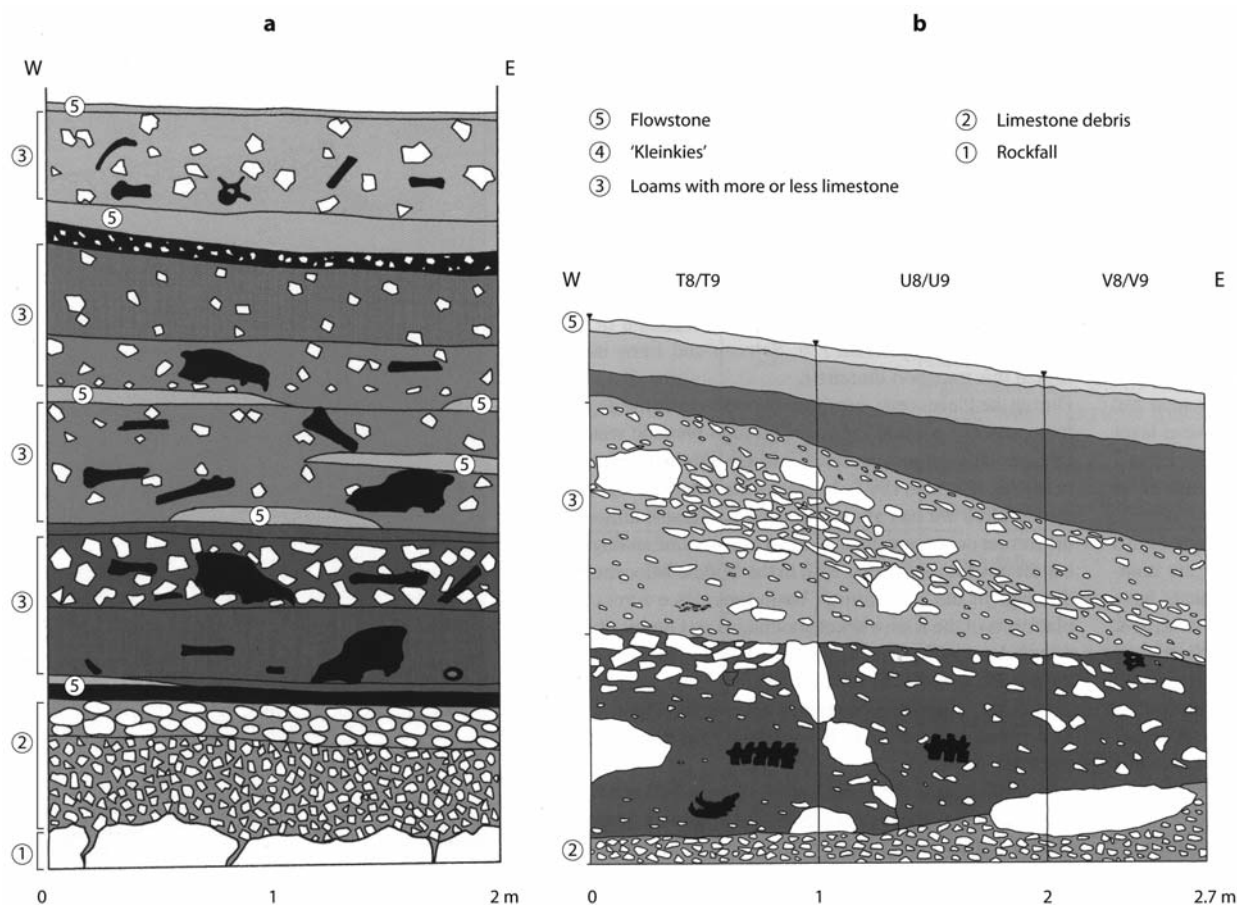 a
b
W E
⑤ Flowstone
④ 'Kleinkies'
③ Loams with more or less limestone
② Limestone debris
① Rockfall
⑤
③
⑤
③
⑤
⑤
③
⑤
⑤
③
⑤
②
①
0 1 2 m
W T8/T9 U8/U9 V8/V9 E
⑤
③
②
0 1 2 2.7 m